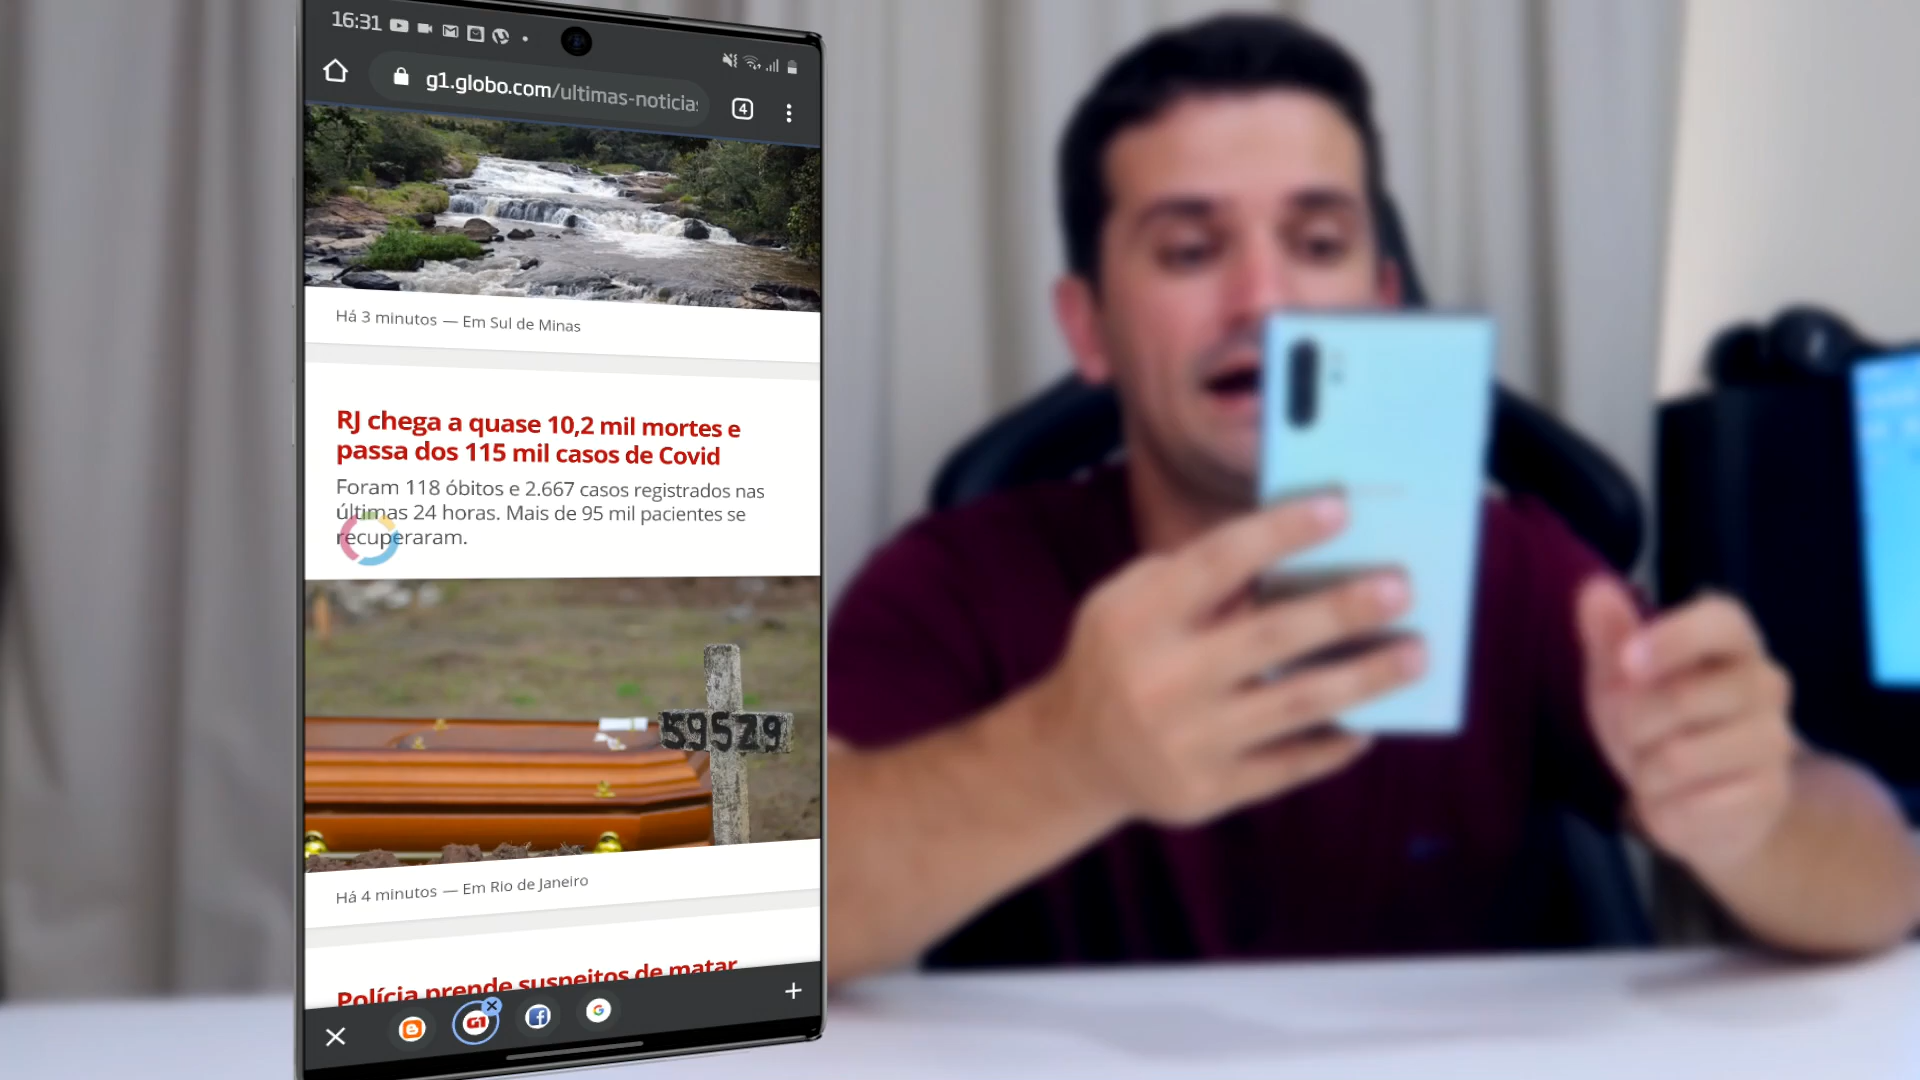 16:31
g1.globo.com/ultimas-noticias
4
Há 3 minutos — Em Sul de Minas
RJ chega a quase 10,2 mil mortes e
passa dos 115 mil casos de Covid
Foram 118 óbitos e 2.667 casos registrados nas
últimas 24 horas. Mais de 95 mil pacientes se
recuperaram.
59529
Há 4 minutos — Em Rio de Janeiro
Polícia prende suspeitos de matar
G1